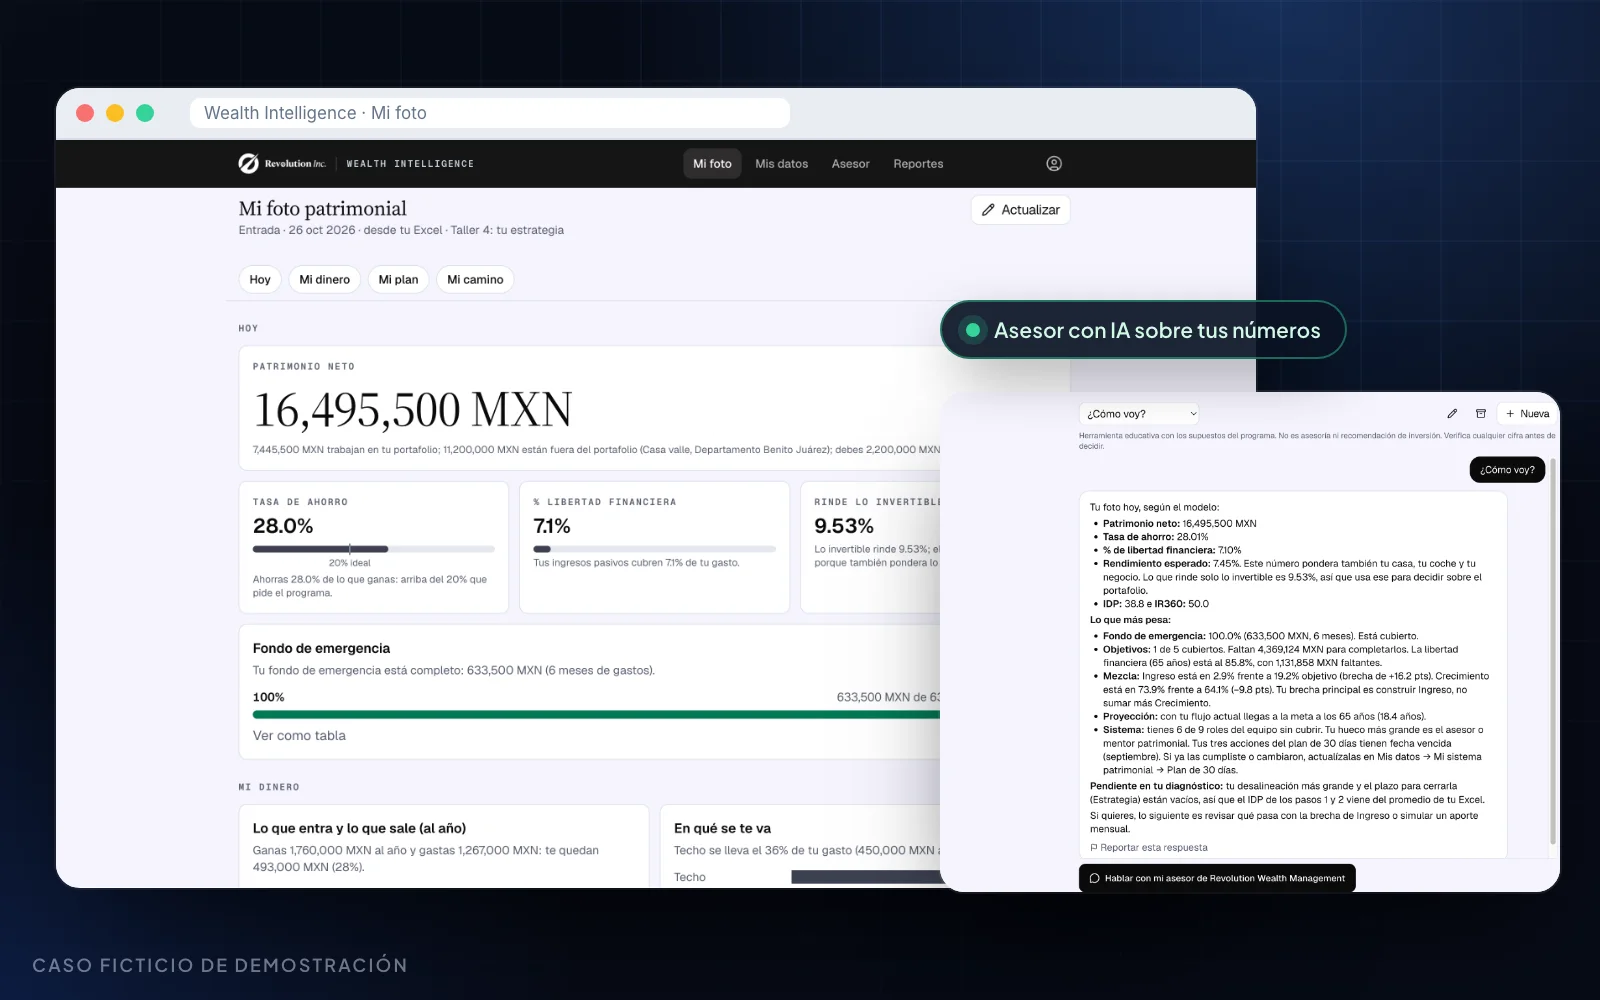 Wealth Intelligence · Mi foto
Revolution Inc. | WEALTH INTELLIGENCE
Mi foto
Mis datos
Asesor
Reportes
Mi foto patrimonial
Actualizar
Entrada · 26 oct 2026 · desde tu Excel · Taller 4: tu estrategia
Hoy
Mi dinero
Mi plan
Mi camino
HOY
PATRIMONIO NETO
16,495,500 MXN
7,445,500 MXN trabajan en tu portafolio; 11,200,000 MXN están fuera del portafolio (Casa valle, Departamento Benito Juárez); debes 2,200,000 MXN
TASA DE AHORRO
28.0%
20% ideal
Ahorras 28.0% de lo que ganas: arriba del 20% que
pide el programa.
% LIBERTAD FINANCIERA
7.1%
Tus ingresos pasivos cubren 7.1% de tu gasto.
RINDE LO INVERTIBLE
9.53%
Lo invertible rinde 9.53%;
porque también pondera lo
Fondo de emergencia
Tu fondo de emergencia está completo: 633,500 MXN (6 meses de gastos).
100%
633,500 MXN de
Ver como tabla
MI DINERO
Lo que entra y lo que sale (al año)
Ganas 1,760,000 MXN al año y gastas 1,267,000 MXN: te quedan
493,000 MXN (28%).
En qué se te va
Techo se lleva el 36% de tu gasto (450,000 MXN
Techo
Asesor con IA sobre tus números
¿Cómo voy?
+ Nueva
Herramienta educativa con los supuestos del programa. No es asesoría ni recomendación de inversión. Verifica cualquier cifra antes de
decidir.
¿Cómo voy?
Tu foto hoy, según el modelo:
• Patrimonio neto: 16,495,500 MXN
• Tasa de ahorro: 28.01%
• % de libertad financiera: 7.10%
• Rendimiento esperado: 7.45%. Este número pondera también tu casa, tu coche y tu
negocio. Lo que rinde solo lo invertible es 9.53%, así que usa ese para decidir sobre el
portafolio.
• IDP: 38.8 e IR360: 50.0
Lo que más pesa:
• Fondo de emergencia: 100.0% (633,500 MXN, 6 meses). Está cubierto.
• Objetivos: 1 de 5 cubiertos. Faltan 4,369,124 MXN para completarlos. La libertad
financiera (65 años) está al 85.8%, con 1,131,858 MXN faltantes.
• Mezcla: Ingreso está en 2.9% frente a 19.2% objetivo (brecha de +16.2 pts). Crecimiento
está en 73.9% frente a 64.1% (−9.8 pts). Tu brecha principal es construir Ingreso, no
sumar más Crecimiento.
• Proyección: con tu flujo actual llegas a la meta a los 65 años (18.4 años).
• Sistema: tienes 6 de 9 roles del equipo sin cubrir. Tu hueco más grande es el asesor o
mentor patrimonial. Tus tres acciones del plan de 30 días tienen fecha vencida
(septiembre). Si ya las cumpliste o cambiaron, actualízalas en Mis datos → Mi sistema
patrimonial → Plan de 30 días.
Pendiente en tu diagnóstico: tu desalineación más grande y el plazo para cerrarla
(Estrategia) están vacíos, así que el IDP de los pasos 1 y 2 viene del promedio de tu Excel.
Si quieres, lo siguiente es revisar qué pasa con la brecha de Ingreso o simular un aporte
mensual.
Reportar esta respuesta
Hablar con mi asesor de Revolution Wealth Management
CASO FICTICIO DE DEMOSTRACIÓN